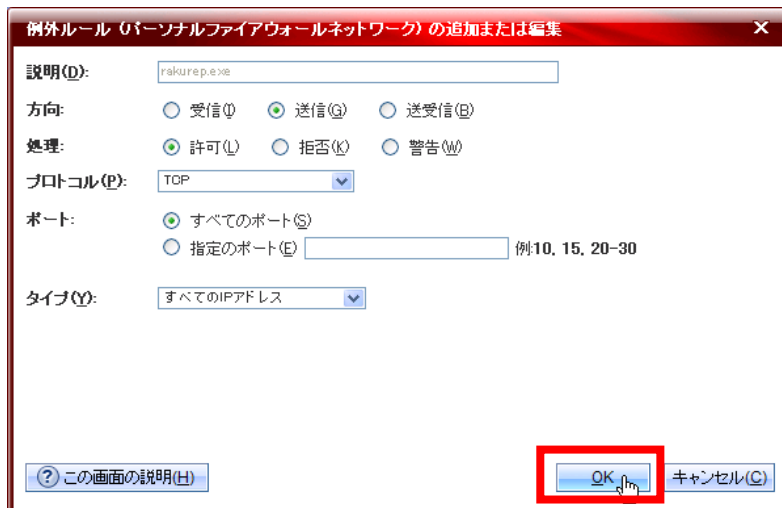 例外ルール（パーソナルファイアウォールネットワーク）の追加または編集
説明(D): rakurep.exe
方向: 受信(I) 送信(G) 送受信(B)
処理: 許可(L) 拒否(K) 警告(W)
プロトコル(P): TCP
ポート: すべてのポート(S)
指定のポート(E) 例:10, 15, 20-30
タイプ(Y): すべてのIPアドレス
この画面の説明(H) OK キャンセル(C)